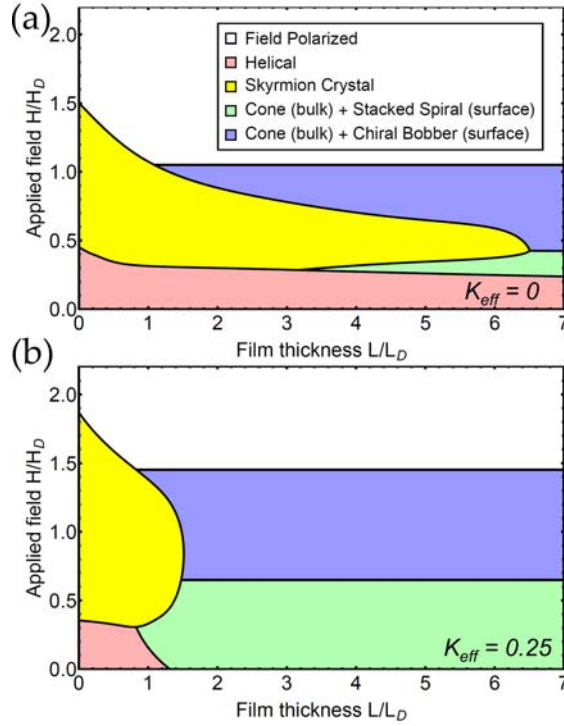 (a)
2.0
1.5
1.0
0.5
0.0
Applied field H/H_D
Field Polarized
Helical
Skyrmion Crystal
Cone (bulk) + Stacked Spiral (surface)
Cone (bulk) + Chiral Bobber (surface)
K_eff = 0
0 1 2 3 4 5 6 7
Film thickness L/L_D
(b)
2.0
1.5
1.0
0.5
0.0
Applied field H/H_D
K_eff = 0.25
0 1 2 3 4 5 6 7
Film thickness L/L_D